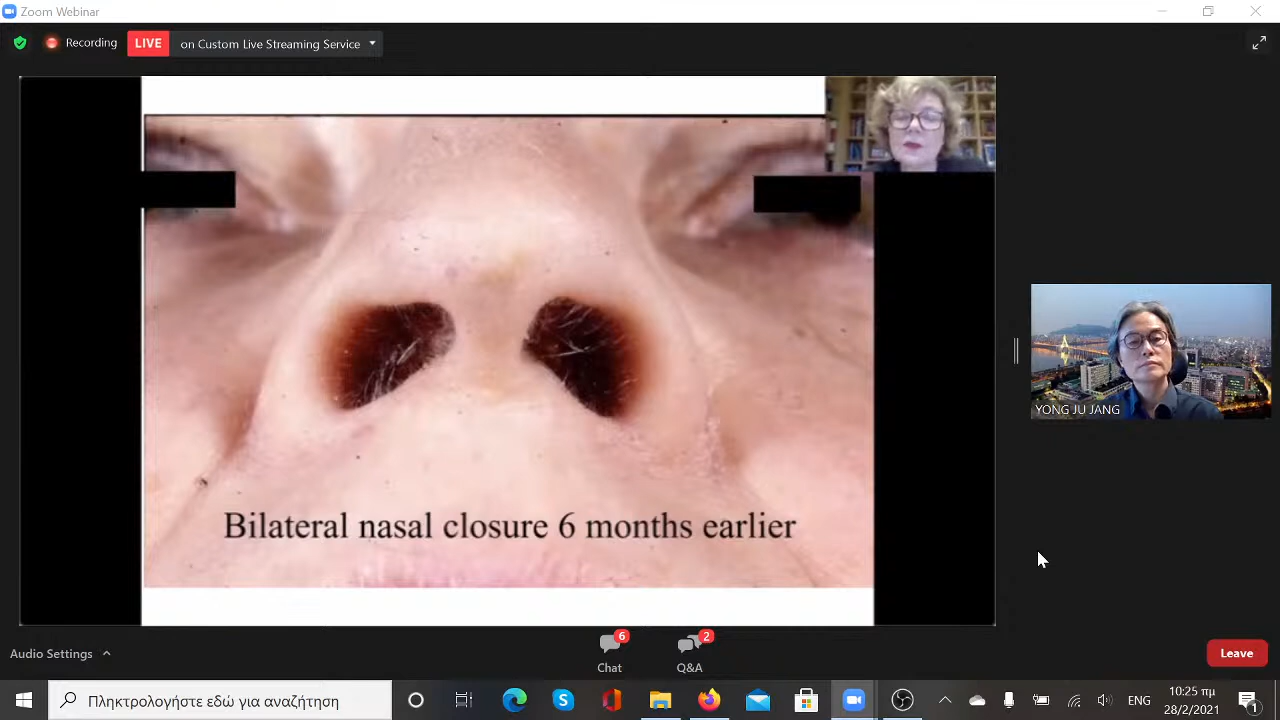 Zoom Webinar
Recording
LIVE
on Custom Live Streaming Service
YONG JU JANG
Bilateral nasal closure 6 months earlier
Audio Settings
6
Chat
2
Q&A
Leave
Πληκτρολογήστε εδώ για αναζήτηση
ENG
10:25 πμ
28/2/2021
1